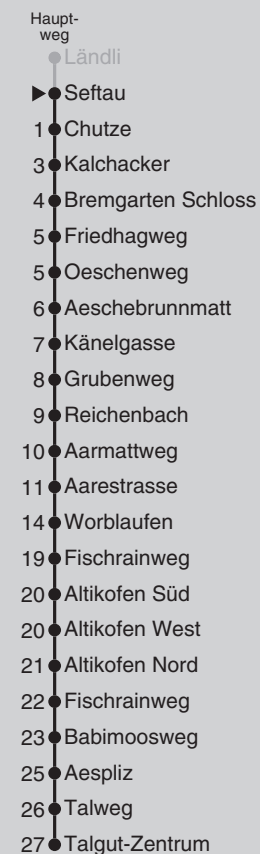 Haupt-
weg
Ländli
Seftau
1 Chutze
3 Kalchacker
4 Bremgarten Schloss
5 Friedhagweg
5 Oeschenweg
6 Aeschebrunnmatt
7 Känelgasse
8 Grubenweg
9 Reichenbach
10 Aarmattweg
11 Aarestrasse
14 Worblaufen
19 Fischrainweg
20 Altikofen Süd
20 Altikofen West
21 Altikofen Nord
22 Fischrainweg
23 Babimoosweg
25 Aespliz
26 Talweg
27 Talgut-Zentrum